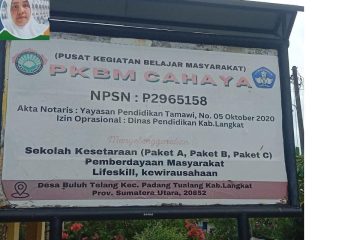 (PUSAT KEGIATAN BELAJAR MASYARAKAT)
PKBM CAHAYA
NPSN : P2965158
Akta Notaris : Yayasan Pendidikan Tamawi, No. 05 Oktober 2020
Izin Oprasional : Dinas Pendidikan Kab.Langkat
Menyelenggarakan
Sekolah Kesetaraan (Paket A, Paket B, Paket C)
Pemberdayaan Masyarakat
Lifeskill, kewirausahaan
Desa Buluh Telang Kec. Padang Tualang Kab.Langkat
Prov. Sumatera Utara, 20852